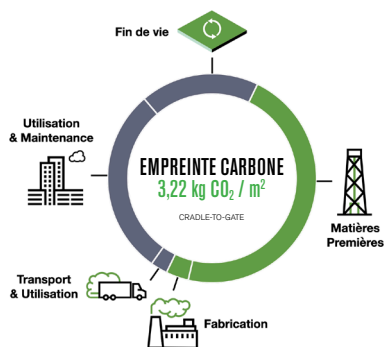 Fin de vie
Utilisation
& Maintenance
EMPREINTE CARBONE
3,22 kg CO₂ / m²
CRADLE-TO-GATE
Matières
Premières
Transport
& Utilisation
Fabrication